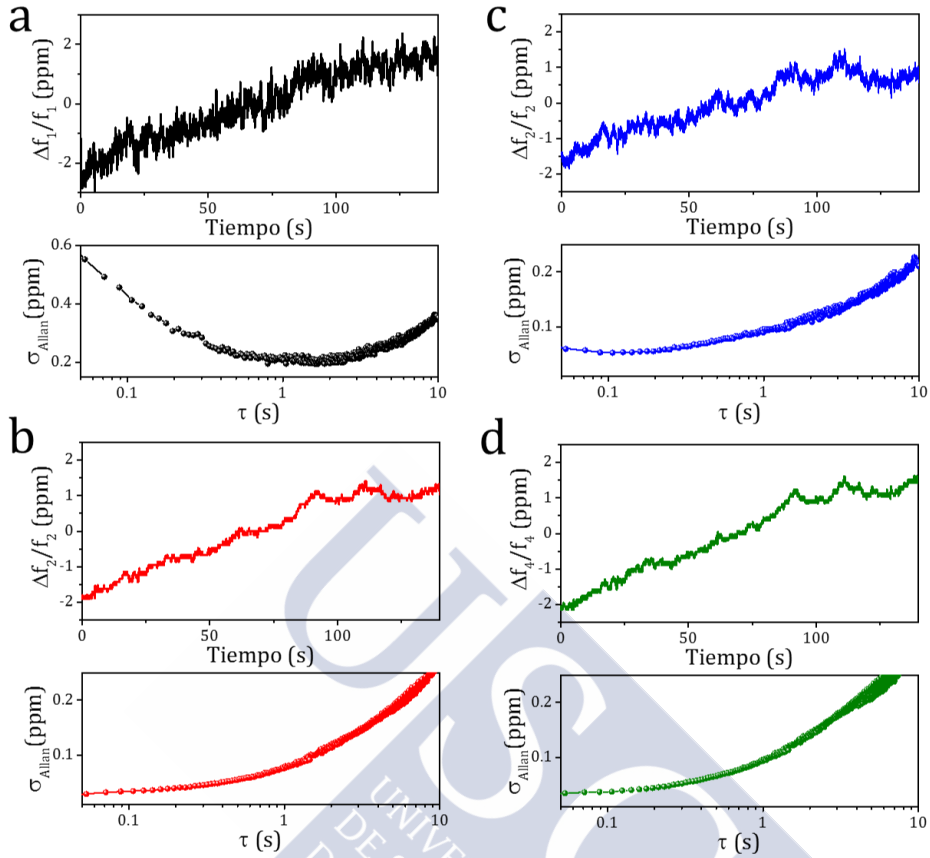 a
Δf₁/f₁ (ppm)
2
0
-2
0
50
100
Tiempo (s)
σAllan(ppm)
0.6
0.4
0.2
0.1
1
10
τ (s)
c
Δf₂/f₂ (ppm)
2
1
0
-1
-2
0
50
100
Tiempo (s)
σAllan(ppm)
0.2
0.1
0.1
1
10
τ (s)
b
Δf₂/f₂ (ppm)
2
1
0
-1
-2
0
50
100
Tiempo (s)
σAllan(ppm)
0.2
0.1
0.1
1
10
τ (s)
d
Δf₄/f₄ (ppm)
2
1
0
-1
-2
0
50
100
Tiempo (s)
σAllan(ppm)
0.2
0.1
0.1
1
10
τ (s)
USC
UNIVE
DE